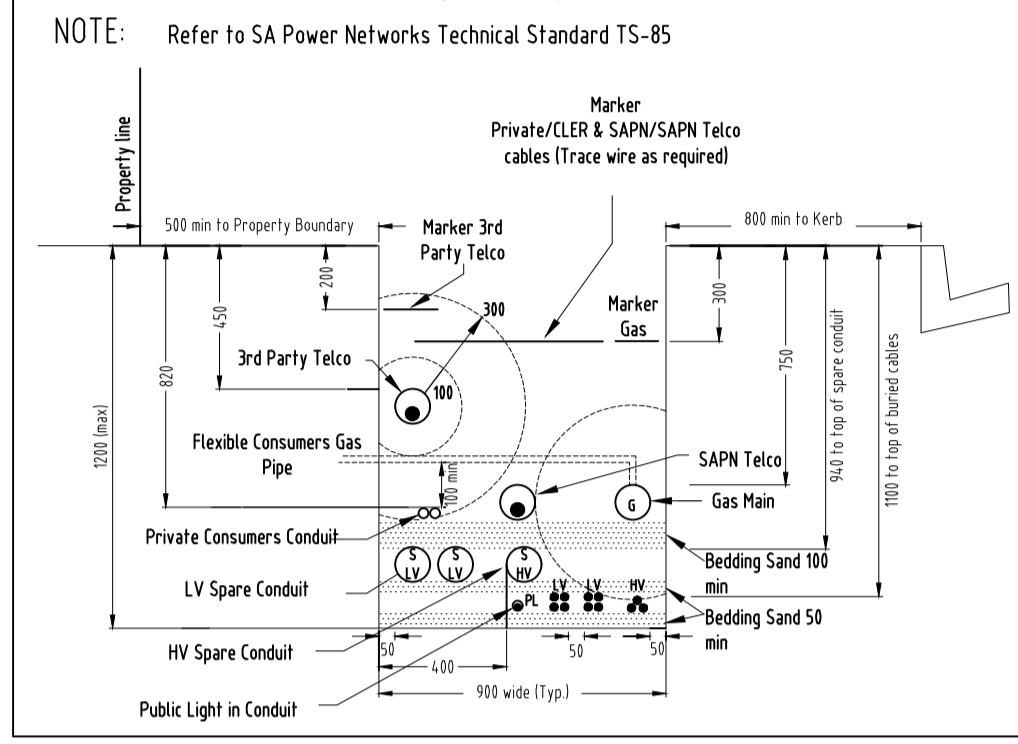 NOTE: Refer to SA Power Networks Technical Standard TS-85
Property line
Marker
Private/CLER & SAPN/SAPN Telco
cables (Trace wire as required)
500 min to Property Boundary
Marker 3rd
Party Telco
800 min to Kerb
200
300
450
300
Marker
Gas
750
820
3rd Party Telco
100
1200 (max)
940 to top of spare conduit
1100 to top of buried cables
Flexible Consumers Gas
Pipe
100 min
SAPN Telco
G
Gas Main
Private Consumers Conduit
S
LV
S
LV
S
HV
Bedding Sand 100
min
LV Spare Conduit
LV
LV
HV
PL
Bedding Sand 50
min
HV Spare Conduit
50
50
50
400
900 wide (Typ.)
Public Light in Conduit